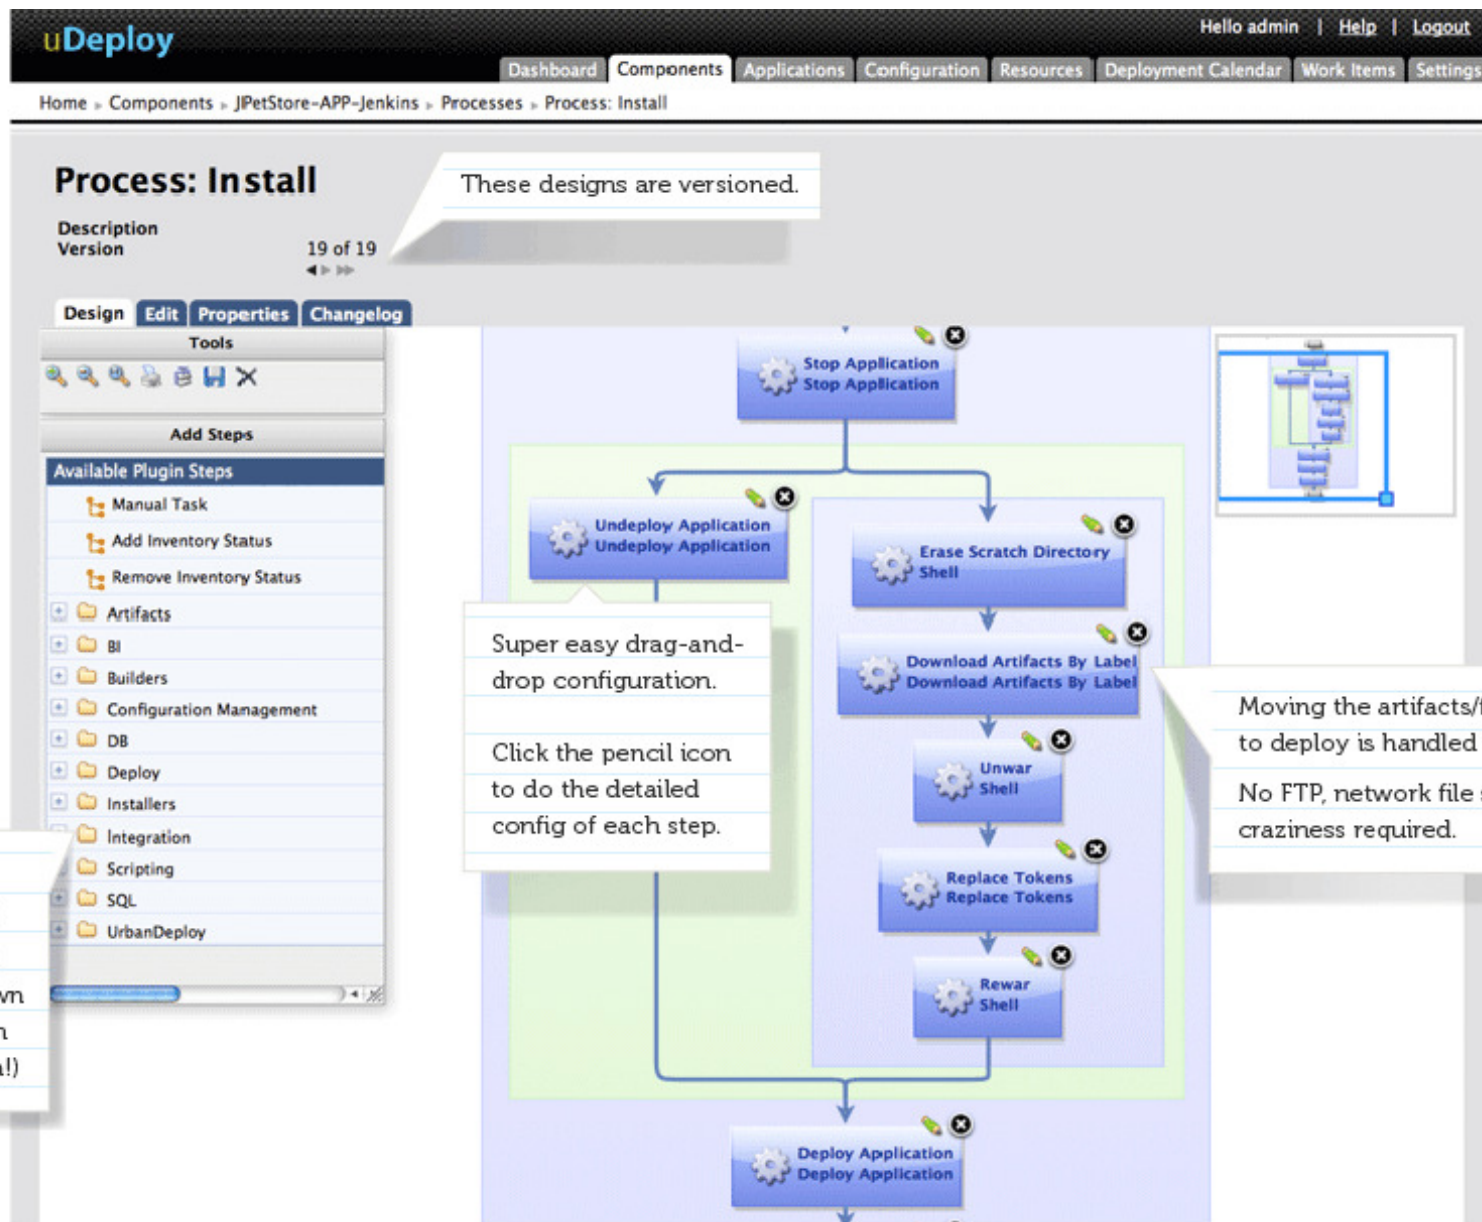 uDeploy
Hello admin | Help | Logout
Dashboard Components Applications Configuration Resources Deployment Calendar Work Items Settings
Home » Components » JPetStore-APP-Jenkins » Processes » Process: Install
Process: Install
These designs are versioned.
Description
Version 19 of 19
Design Edit Properties Changelog
Tools
Add Steps
Available Plugin Steps
Manual Task
Add Inventory Status
Remove Inventory Status
Artifacts
BI
Builders
Configuration Management
DB
Deploy
Installers
Integration
Scripting
SQL
UrbanDeploy
Stop Application
Stop Application
Undeploy Application
Undeploy Application
Super easy drag-and-
drop configuration.
Click the pencil icon
to do the detailed
config of each step.
Erase Scratch Directory
Shell
Download Artifacts By Label
Download Artifacts By Label
Unwar
Shell
Replace Tokens
Replace Tokens
Rewar
Shell
Moving the artifacts/
to deploy is handled
No FTP, network file
craziness required.
Deploy Application
Deploy Application